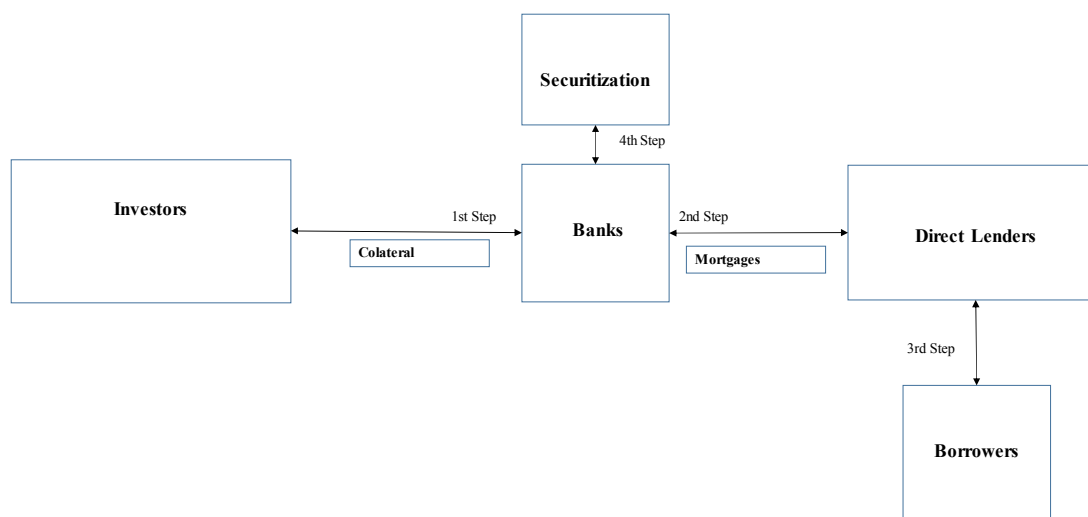 Securitization
4th Step
Investors
1st Step
Banks
2nd Step
Direct Lenders
Colateral
Mortgages
3rd Step
Borrowers